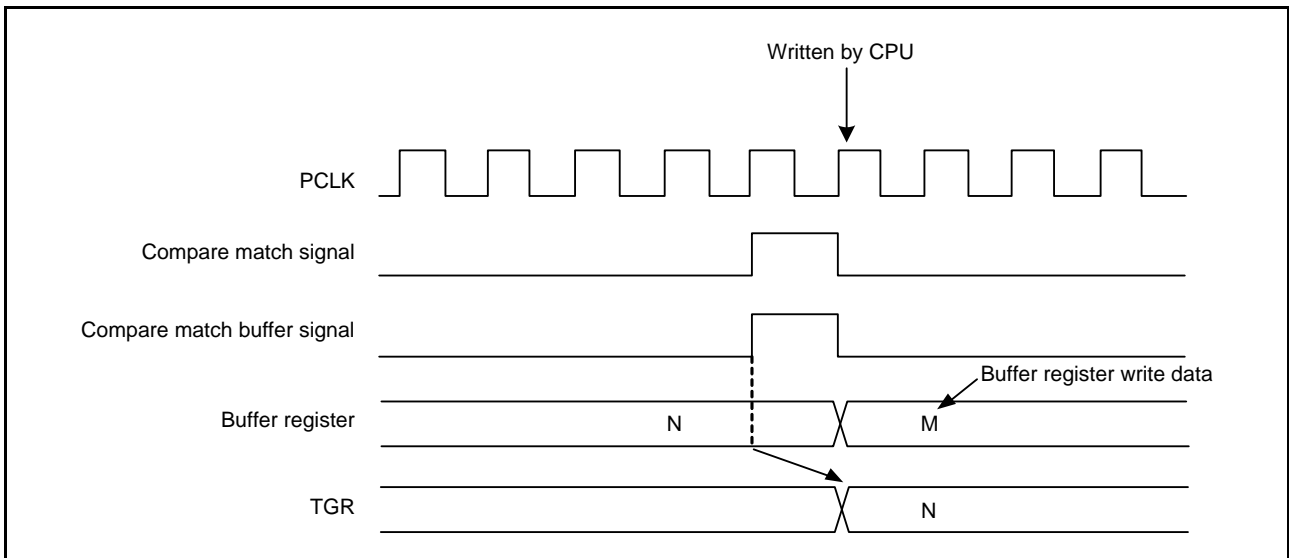 Written by CPU
PCLK
Compare match signal
Compare match buffer signal
Buffer register write data
Buffer register
N
M
TGR
N